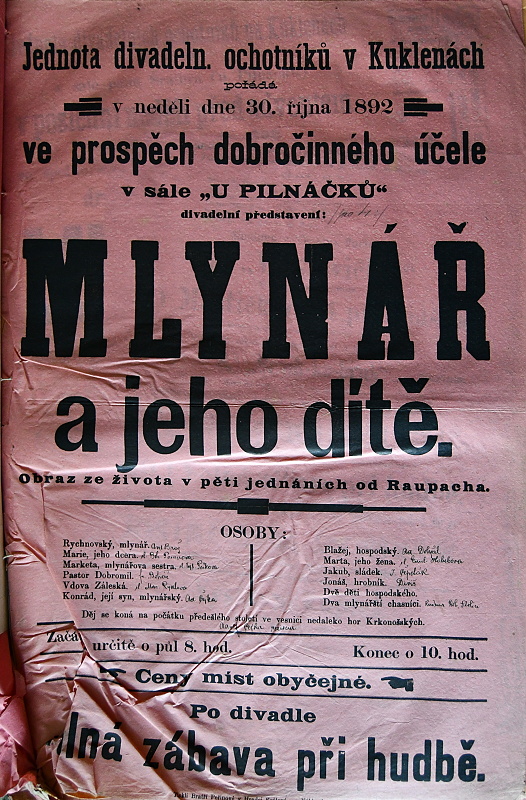 Jednota divadeln. ochotníků v Kuklenách
pořádá
v neděli dne 30. října 1892
ve prospěch dobročinného účele
v sále „U PILNÁČKŮ“
divadelní představení:
MLYNÁŘ
a jeho dítě.
Obraz ze života v pěti jednáních od Raupacha.
OSOBY:
Rychnovský, mlynář.
Marie, jeho dcera.
Marketa, mlynářova sestra.
Pastor Dobromil.
Vdova Záleská.
Konrád, její syn, mlynářský.
Blažej, hospodský.
Marta, jeho žena.
Jakub, sládek.
Jonáš, hrobník.
Dvě děti hospodského.
Dva mlynářští chasníci.
Děj se koná na počátku předešlého století ve vesnici nedaleko hor Krkonošských.
Začá určitě o půl 8. hod. Konec o 10. hod.
Ceny míst obyčejné.
Po divadle
lná zábava při hudbě.